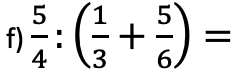 f) 5/4 : (1/3 + 5/6) =